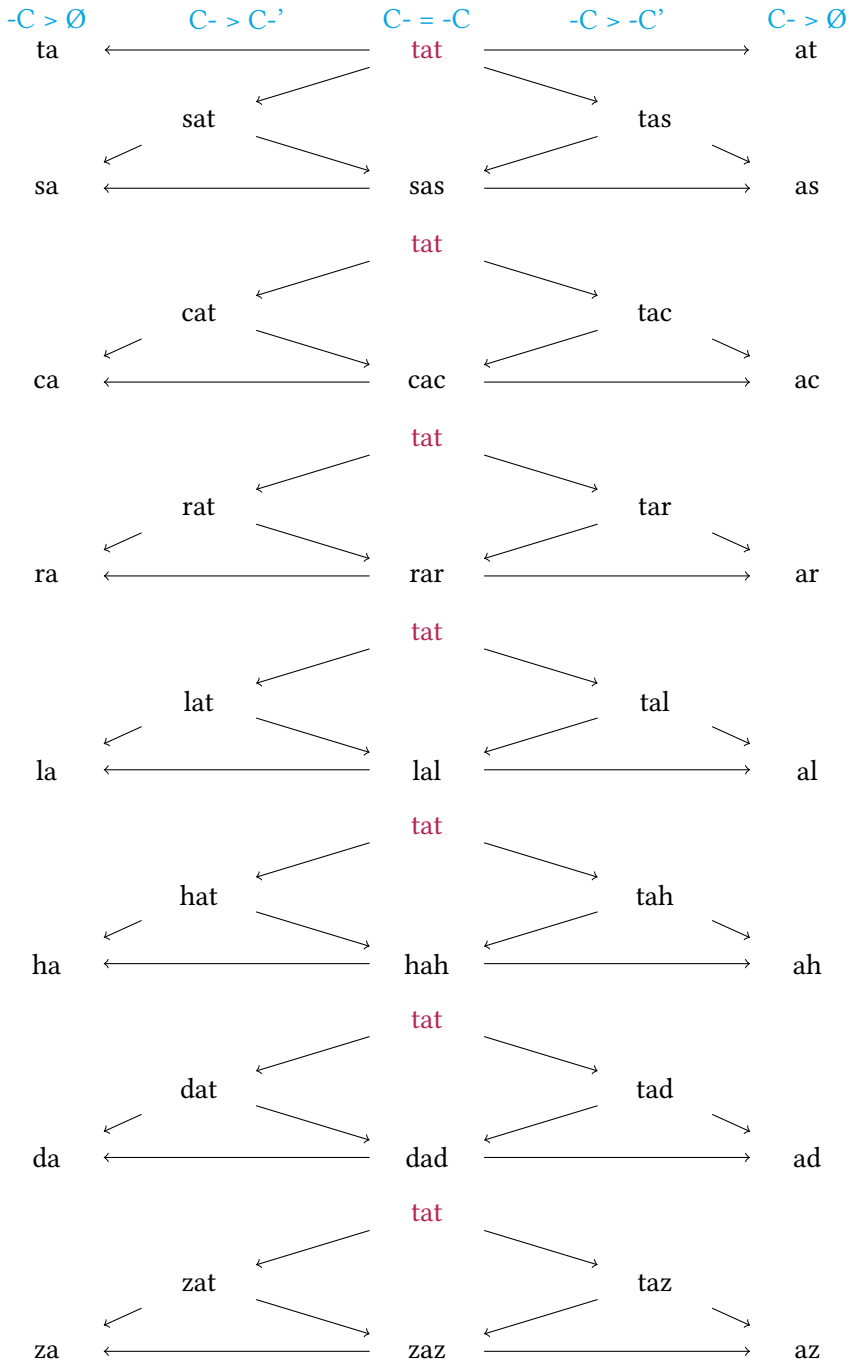 -C > Ø C- > C-’ C- = -C -C > -C’ C- > Ø
ta tat at
sat tas
sa sas as
tat
cat tac
ca cac ac
tat
rat tar
ra rar ar
tat
lat tal
la lal al
tat
hat tah
ha hah ah
tat
dat tad
da dad ad
tat
zat taz
za zaz az